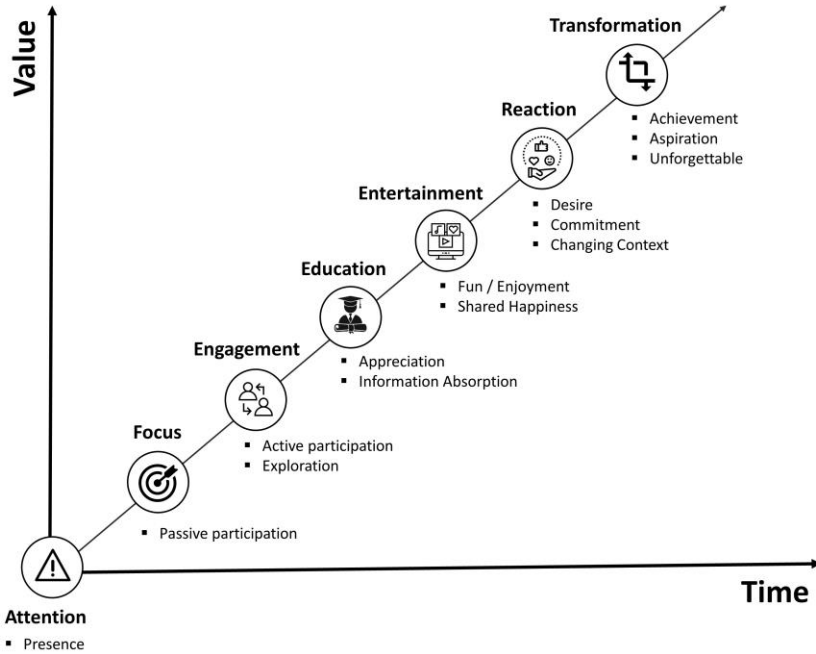 Value
Transformation
▪ Achievement
▪ Aspiration
▪ Unforgettable
Reaction
▪ Desire
▪ Commitment
▪ Changing Context
Entertainment
▪ Fun / Enjoyment
▪ Shared Happiness
Education
▪ Appreciation
▪ Information Absorption
Engagement
▪ Active participation
▪ Exploration
Focus
▪ Passive participation
Attention
▪ Presence
Time